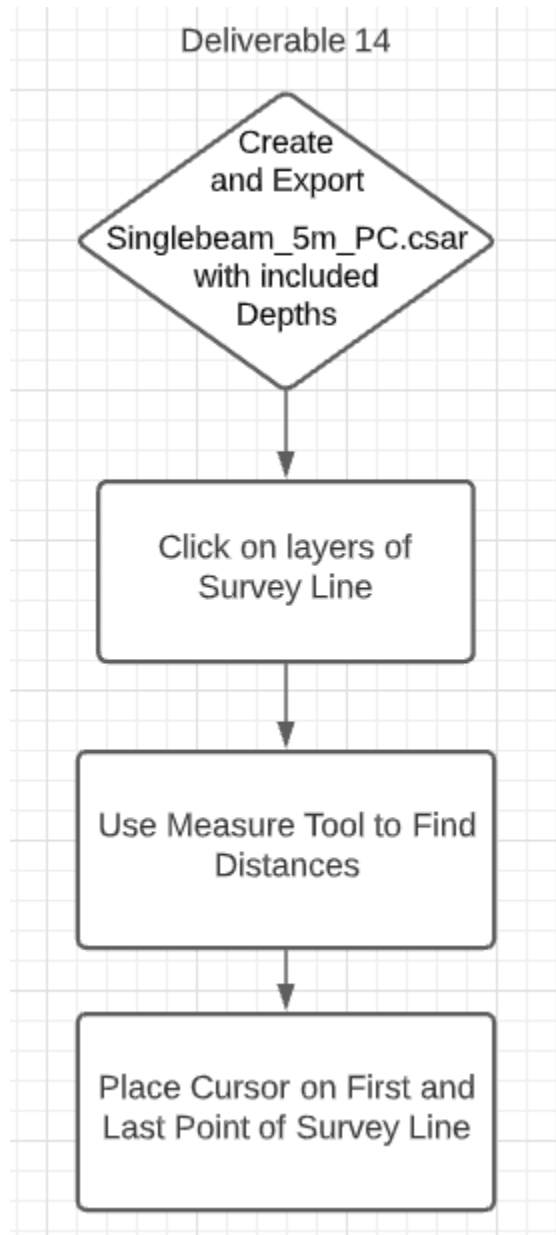 Deliverable 14
Create
and Export
Singlebeam_5m_PC.csar
with included
Depths
Click on layers of
Survey Line
Use Measure Tool to Find
Distances
Place Cursor on First and
Last Point of Survey Line